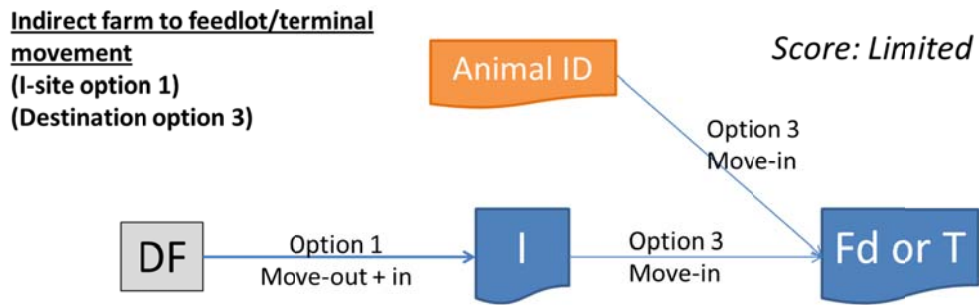 Indirect farm to feedlot/terminal
movement
(I-site option 1)
(Destination option 3)
Score: Limited
Animal ID
Option 3
Move-in
DF
Option 1
Move-out + in
I
Option 3
Move-in
Fd or T